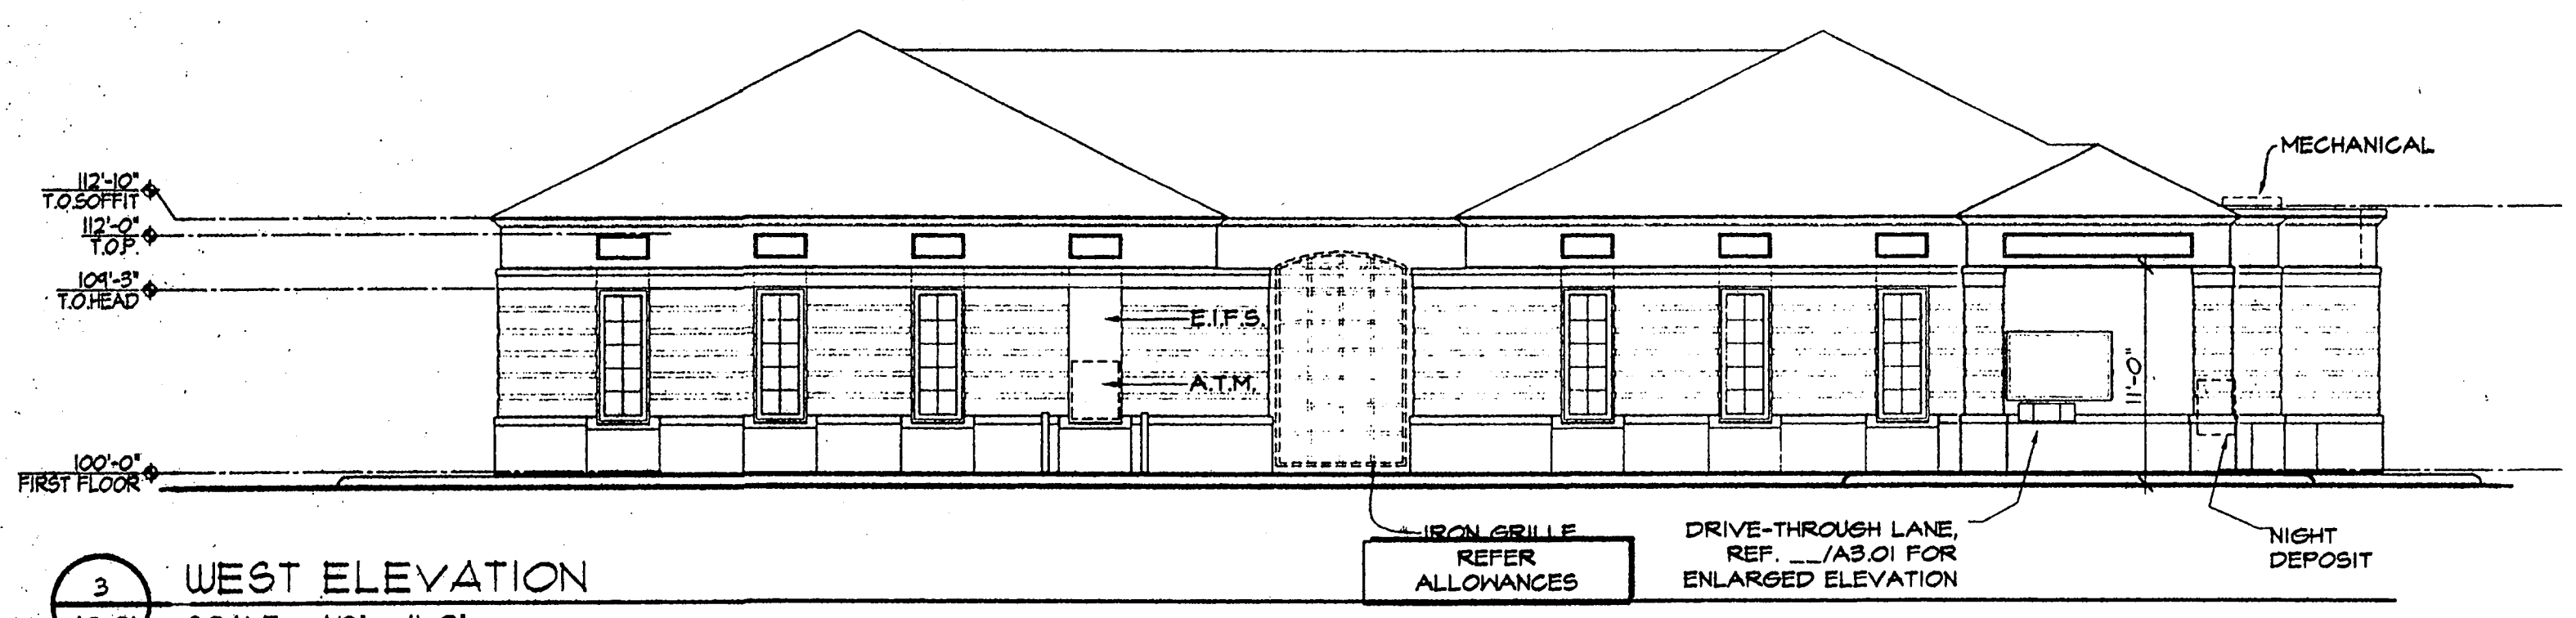 MECHANICAL
112'-10"
T.O.SOFFIT
112'-0"
T.O.P.
109'-3"
T.O.HEAD
E.I.F.S.
A.T.M.
11'-0"
100'-0"
FIRST FLOOR
IRON GRILLE
REFER
ALLOWANCES
DRIVE-THROUGH LANE,
REF. __/A3.01 FOR
ENLARGED ELEVATION
NIGHT
DEPOSIT
3
WEST ELEVATION